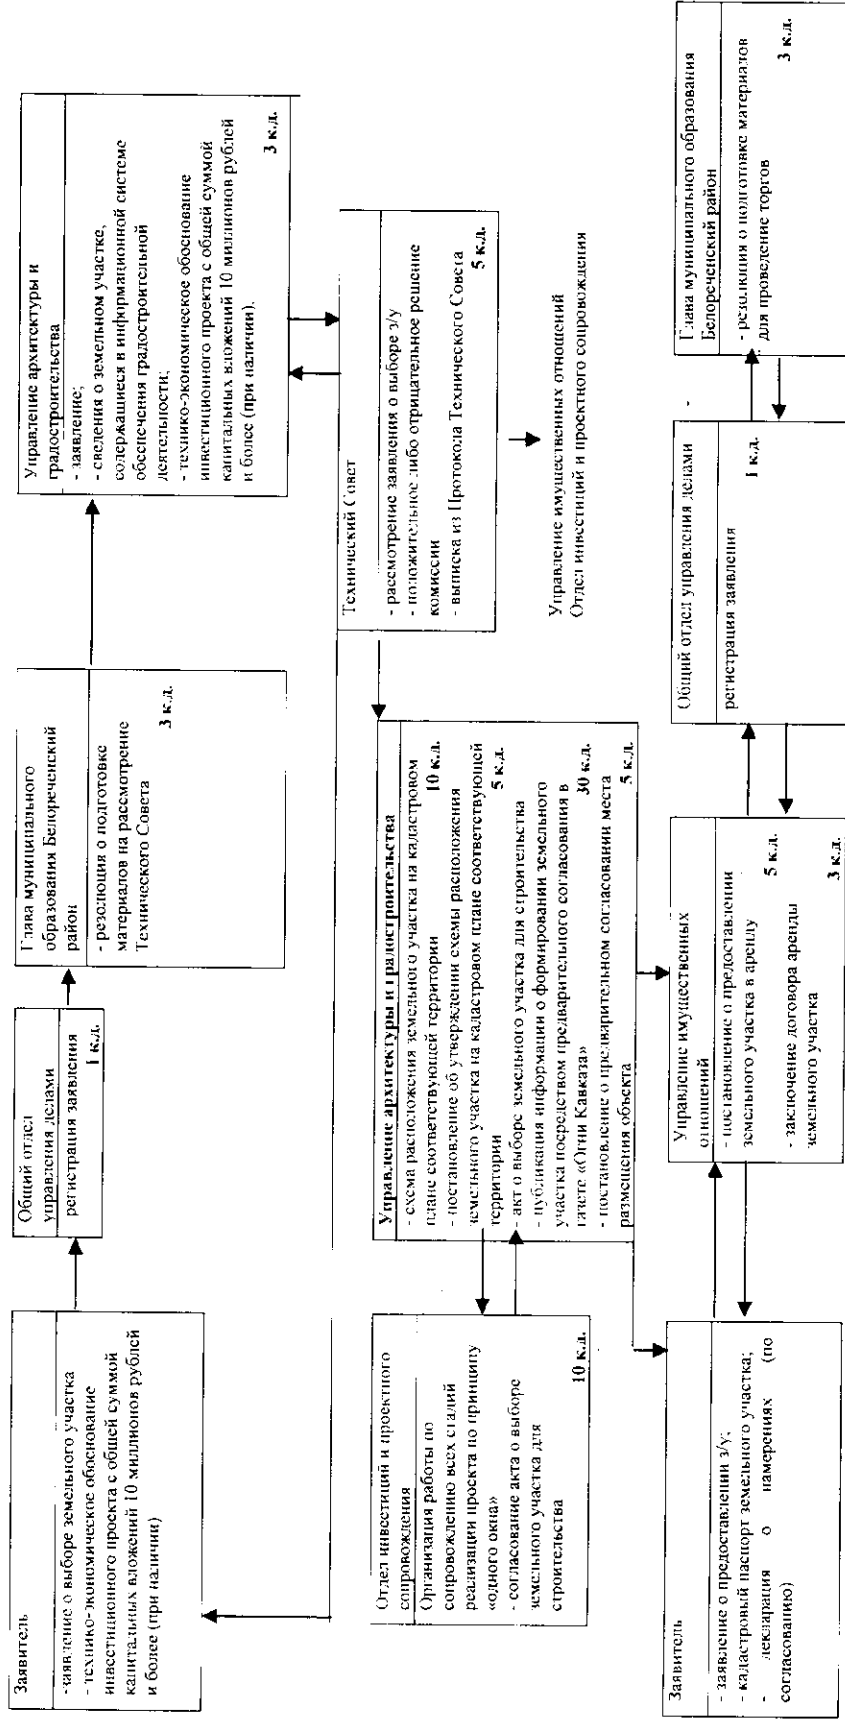 Заявитель
-заявление о выборе земельного участка
- технико-экономическое обоснование
инвестиционного проекта с общей суммой
капитальных вложений 10 миллионов рублей
и более (при наличии)
Общий отдел
управления делами
регистрация заявления
1 к.д.
Глава муниципального
образования Белореченский
район
- резолюция о подготовке
материалов на рассмотрение
Технического Совета
3 к.д.
Управление архитектуры и
градостроительства
- заявление;
- сведения о земельном участке,
содержащиеся в информационной системе
обеспечения градостроительной
деятельности;
- технико-экономическое обоснование
инвестиционного проекта с общей суммой
капитальных вложений 10 миллионов рублей
и более (при наличии).
3 к.д.
Технический Совет
- рассмотрение заявления о выборе з/у
- положительное либо отрицательное решение
комиссии
- выписка из Протокола Технического Совета
5 к.д.
Управление имущественных отношений
Отдел инвестиций и проектного сопровождения
Управление архитектуры и градостроительства
- схема расположения земельного участка на кадастровом
плане соответствующей территории 10 к.д.
- постановление об утверждении схемы расположения
земельного участка на кадастровом плане соответствующей
территории 5 к.д.
- акт о выборе земельного участка для строительства
- публикация информации о формировании земельного
участка посредством предварительного согласования в
газете «Огни Кавказа» 30 к.д.
- постановление о предварительном согласовании места
размещения объекта 5 к.д.
Отдел инвестиций и проектного
сопровождения
Организация работы по
сопровождению всех стадий
реализации проекта по принципу
«одного окна»
- согласование акта о выборе
земельного участка для
строительства
10 к.д.
Заявитель
- заявление о предоставлении з/у;
- кадастровый паспорт земельного участка;
- декларация о намерениях (по
согласованию)
Управление имущественных
отношений
- постановление о предоставлении
земельного участка в аренду
5 к.д.
- заключение договора аренды
земельного участка
3 к.д.
Общий отдел управления делами
регистрация заявления
1 к.д.
-
Глава муниципального образования
Белореченский район
- резолюция о подготовке материалов
для проведение торгов
3 к.д.